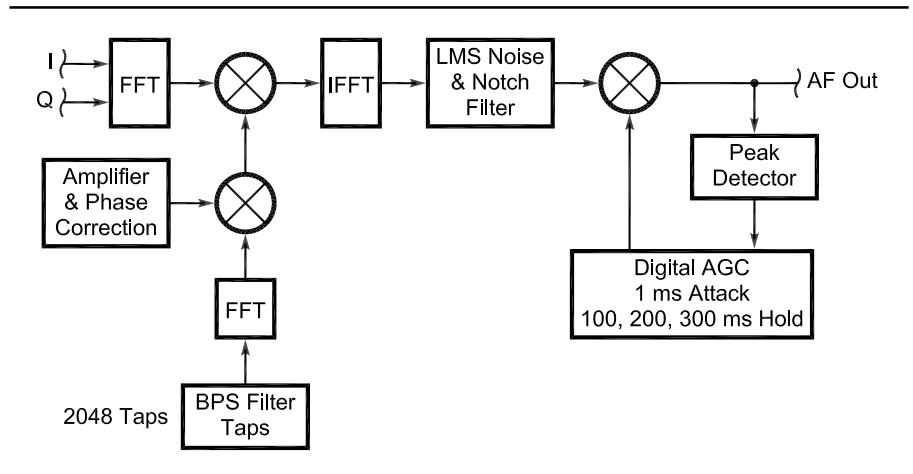 I
Q
FFT
IFFT
LMS Noise
& Notch
Filter
AF Out
Amplifier
& Phase
Correction
Peak
Detector
FFT
Digital AGC
1 ms Attack
100, 200, 300 ms Hold
2048 Taps
BPS Filter
Taps